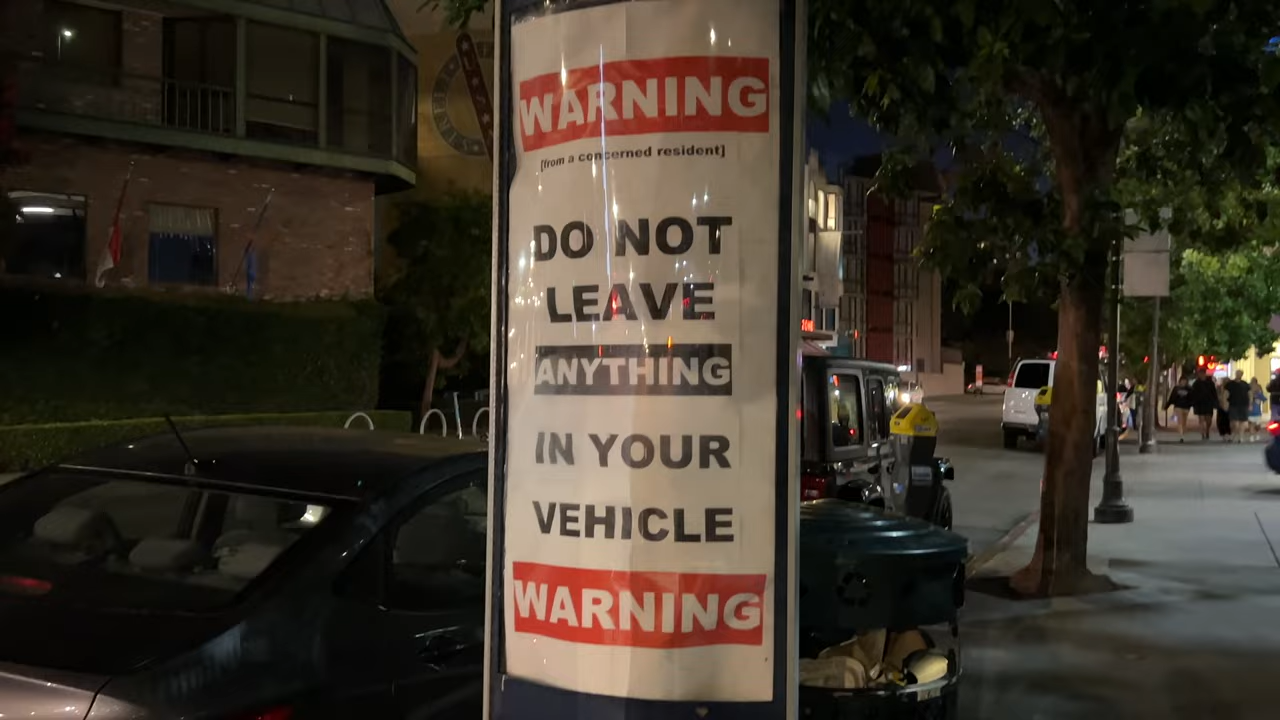 WARNING
[from a concerned resident]
DO NOT
LEAVE
ANYTHING
IN YOUR
VEHICLE
WARNING